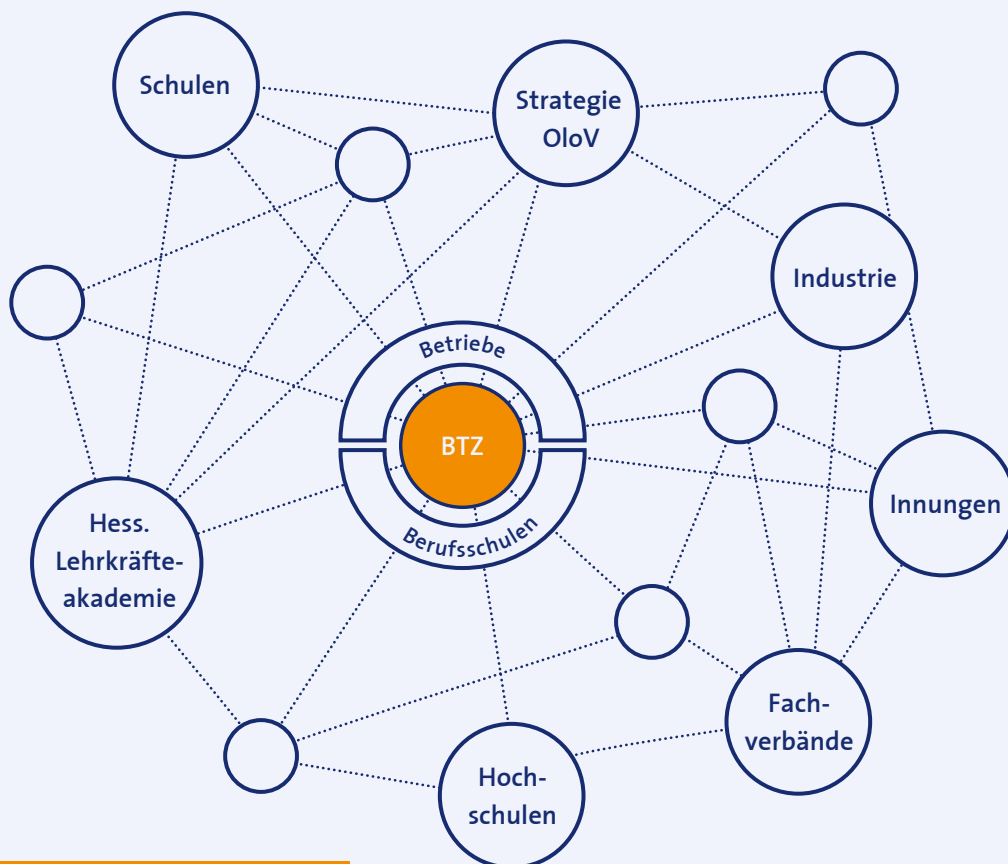 Schulen
Strategie
OloV
Industrie
Betriebe
BTZ
Berufsschulen
Innungen
Hess.
Lehrkräfte-
akademie
Fach-
verbände
Hoch-
schulen